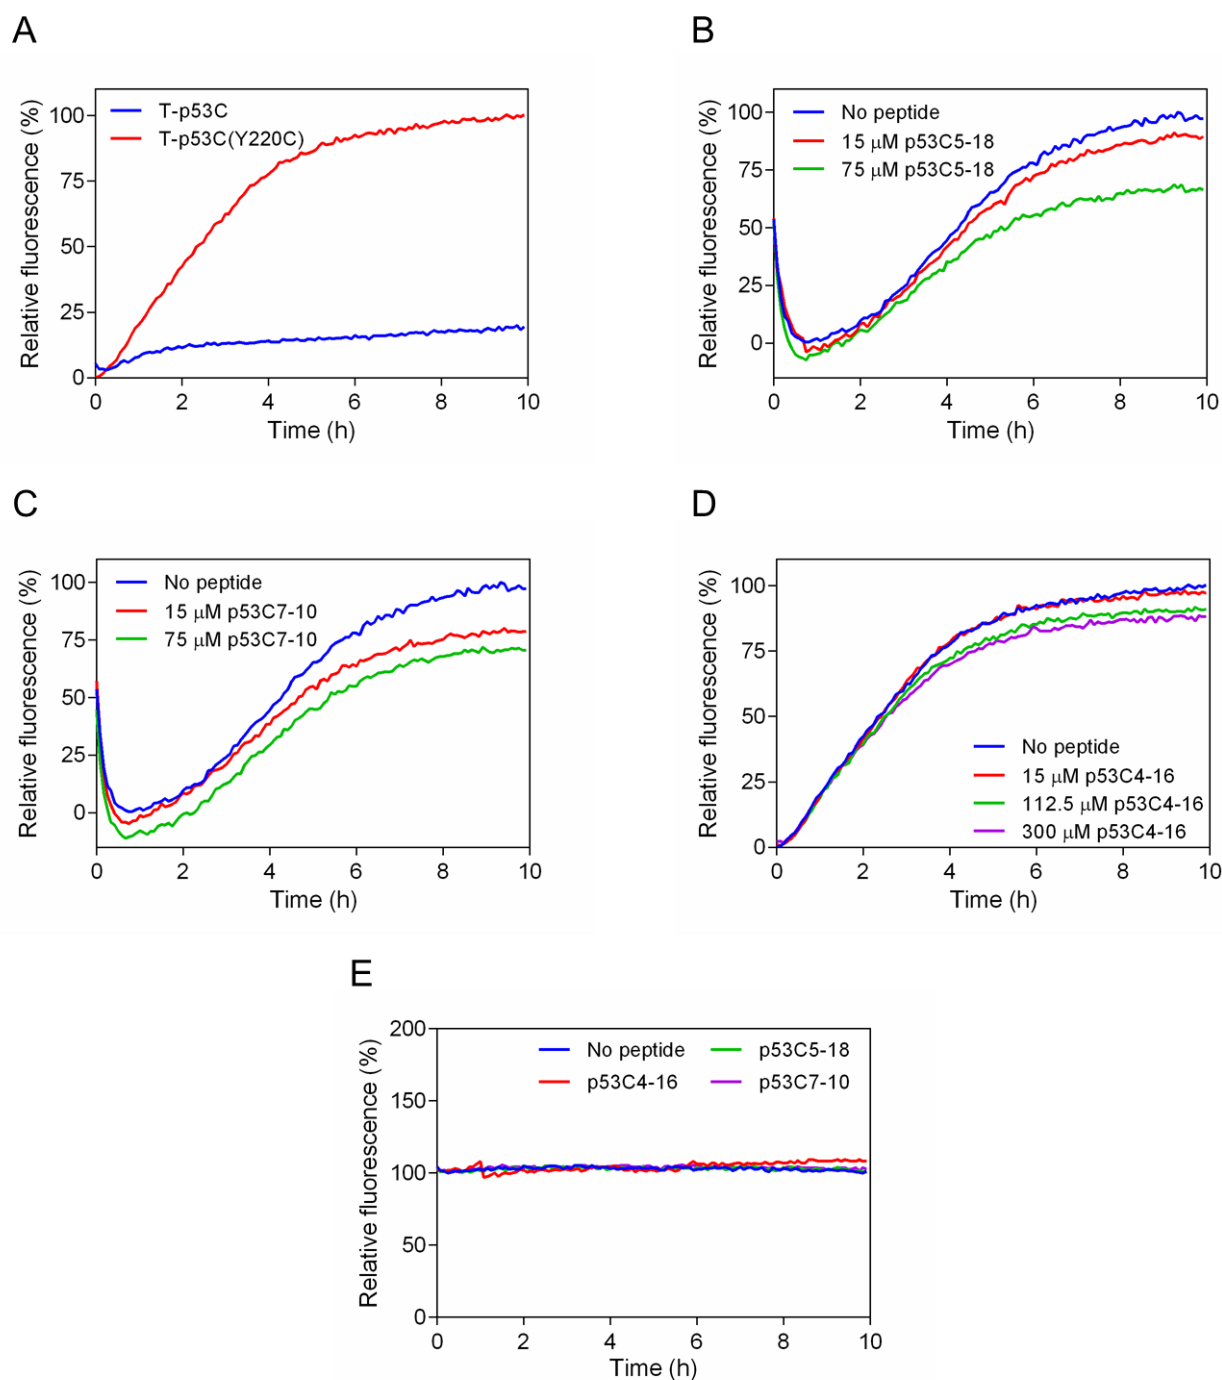 A
Relative fluorescence (%)
100
75
50
25
0
T-p53C
T-p53C(Y220C)
0 2 4 6 8 10
Time (h)
B
Relative fluorescence (%)
100
75
50
25
0
No peptide
15 μM p53C5-18
75 μM p53C5-18
0 2 4 6 8 10
Time (h)
C
Relative fluorescence (%)
100
75
50
25
0
No peptide
15 μM p53C7-10
75 μM p53C7-10
0 2 4 6 8 10
Time (h)
D
Relative fluorescence (%)
100
75
50
25
0
No peptide
15 μM p53C4-16
112.5 μM p53C4-16
300 μM p53C4-16
0 2 4 6 8 10
Time (h)
E
Relative fluorescence (%)
200
150
100
50
0
No peptide p53C5-18
p53C4-16 p53C7-10
0 2 4 6 8 10
Time (h)